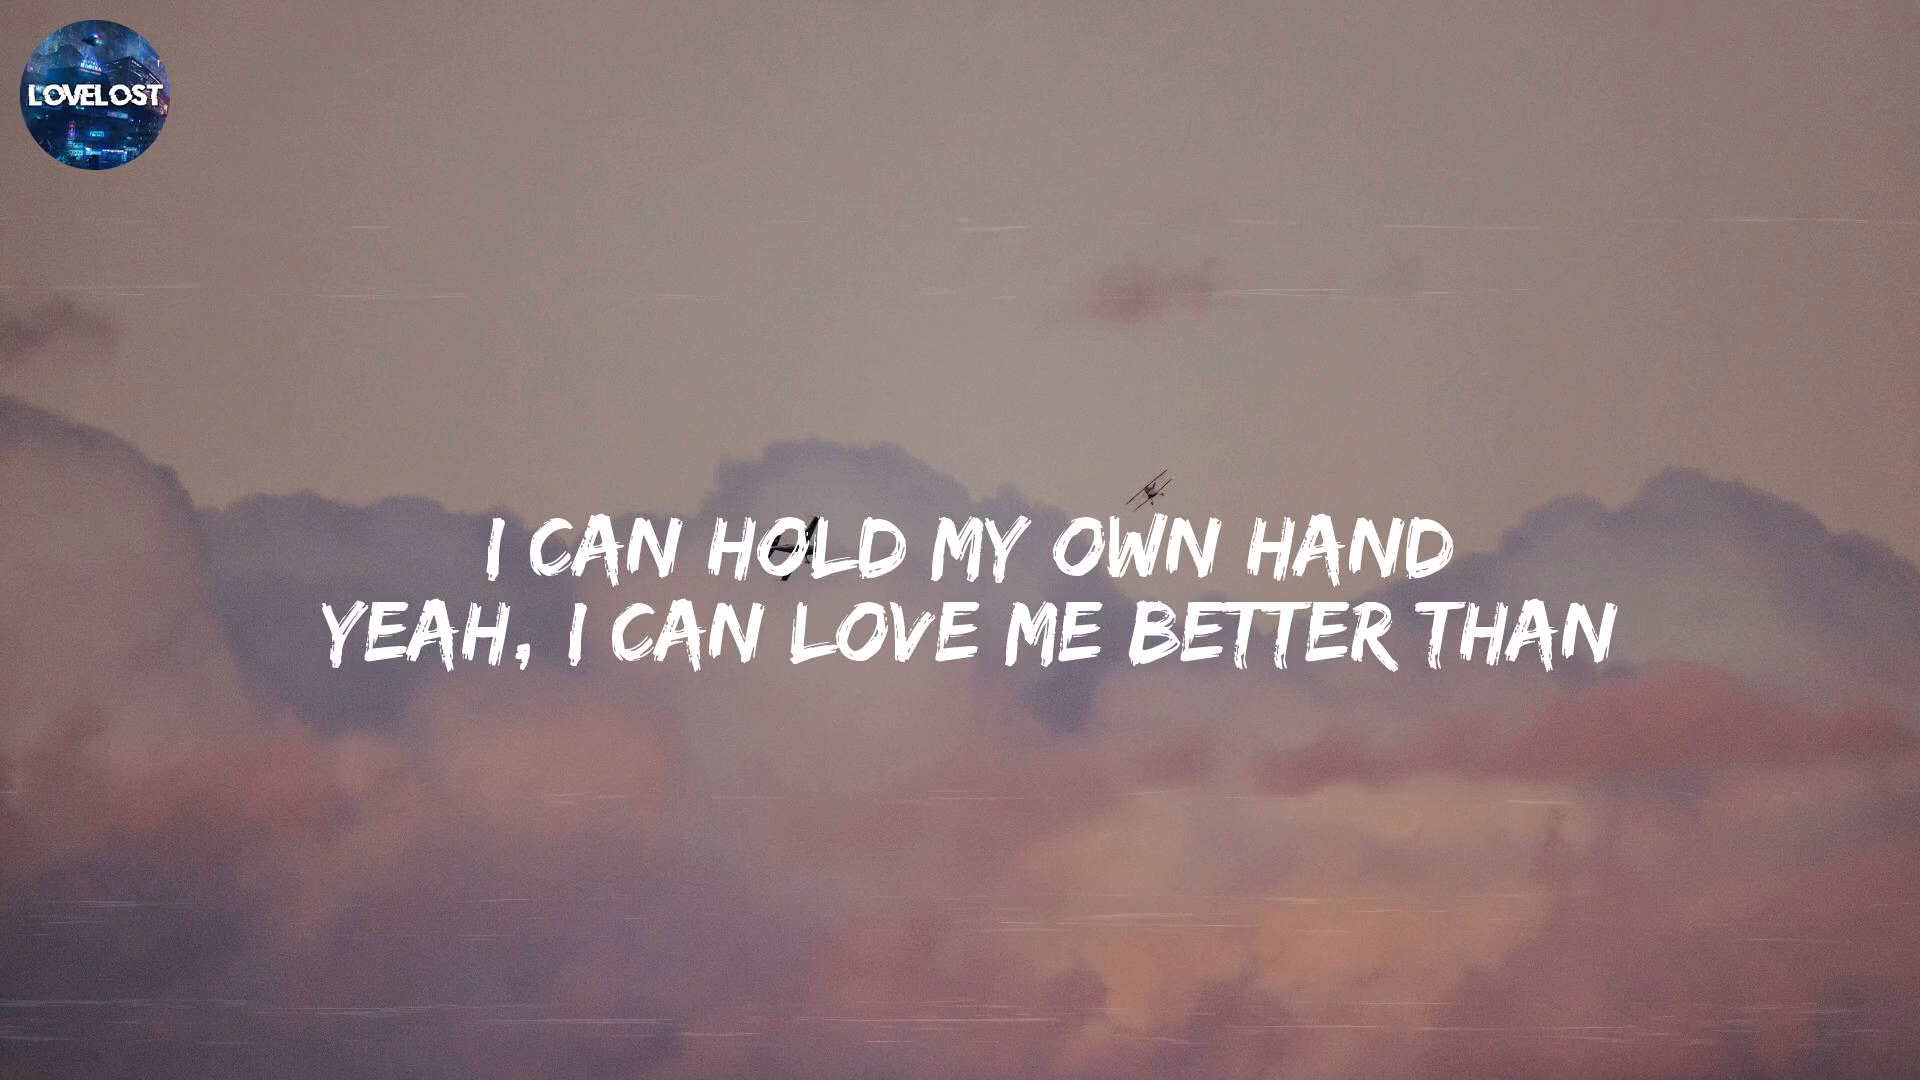 LOVELOST
I CAN HOLD MY OWN HAND
YEAH, I CAN LOVE ME BETTER THAN